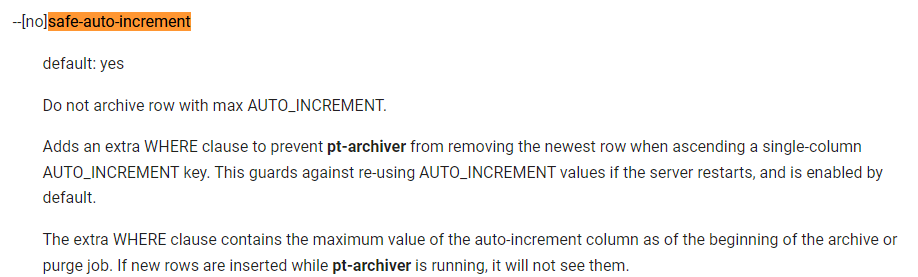 --[no]safe-auto-increment
default: yes
Do not archive row with max AUTO_INCREMENT.
Adds an extra WHERE clause to prevent pt-archiver from removing the newest row when ascending a single-column
AUTO_INCREMENT key. This guards against re-using AUTO_INCREMENT values if the server restarts, and is enabled by
default.
The extra WHERE clause contains the maximum value of the auto-increment column as of the beginning of the archive or
purge job. If new rows are inserted while pt-archiver is running, it will not see them.